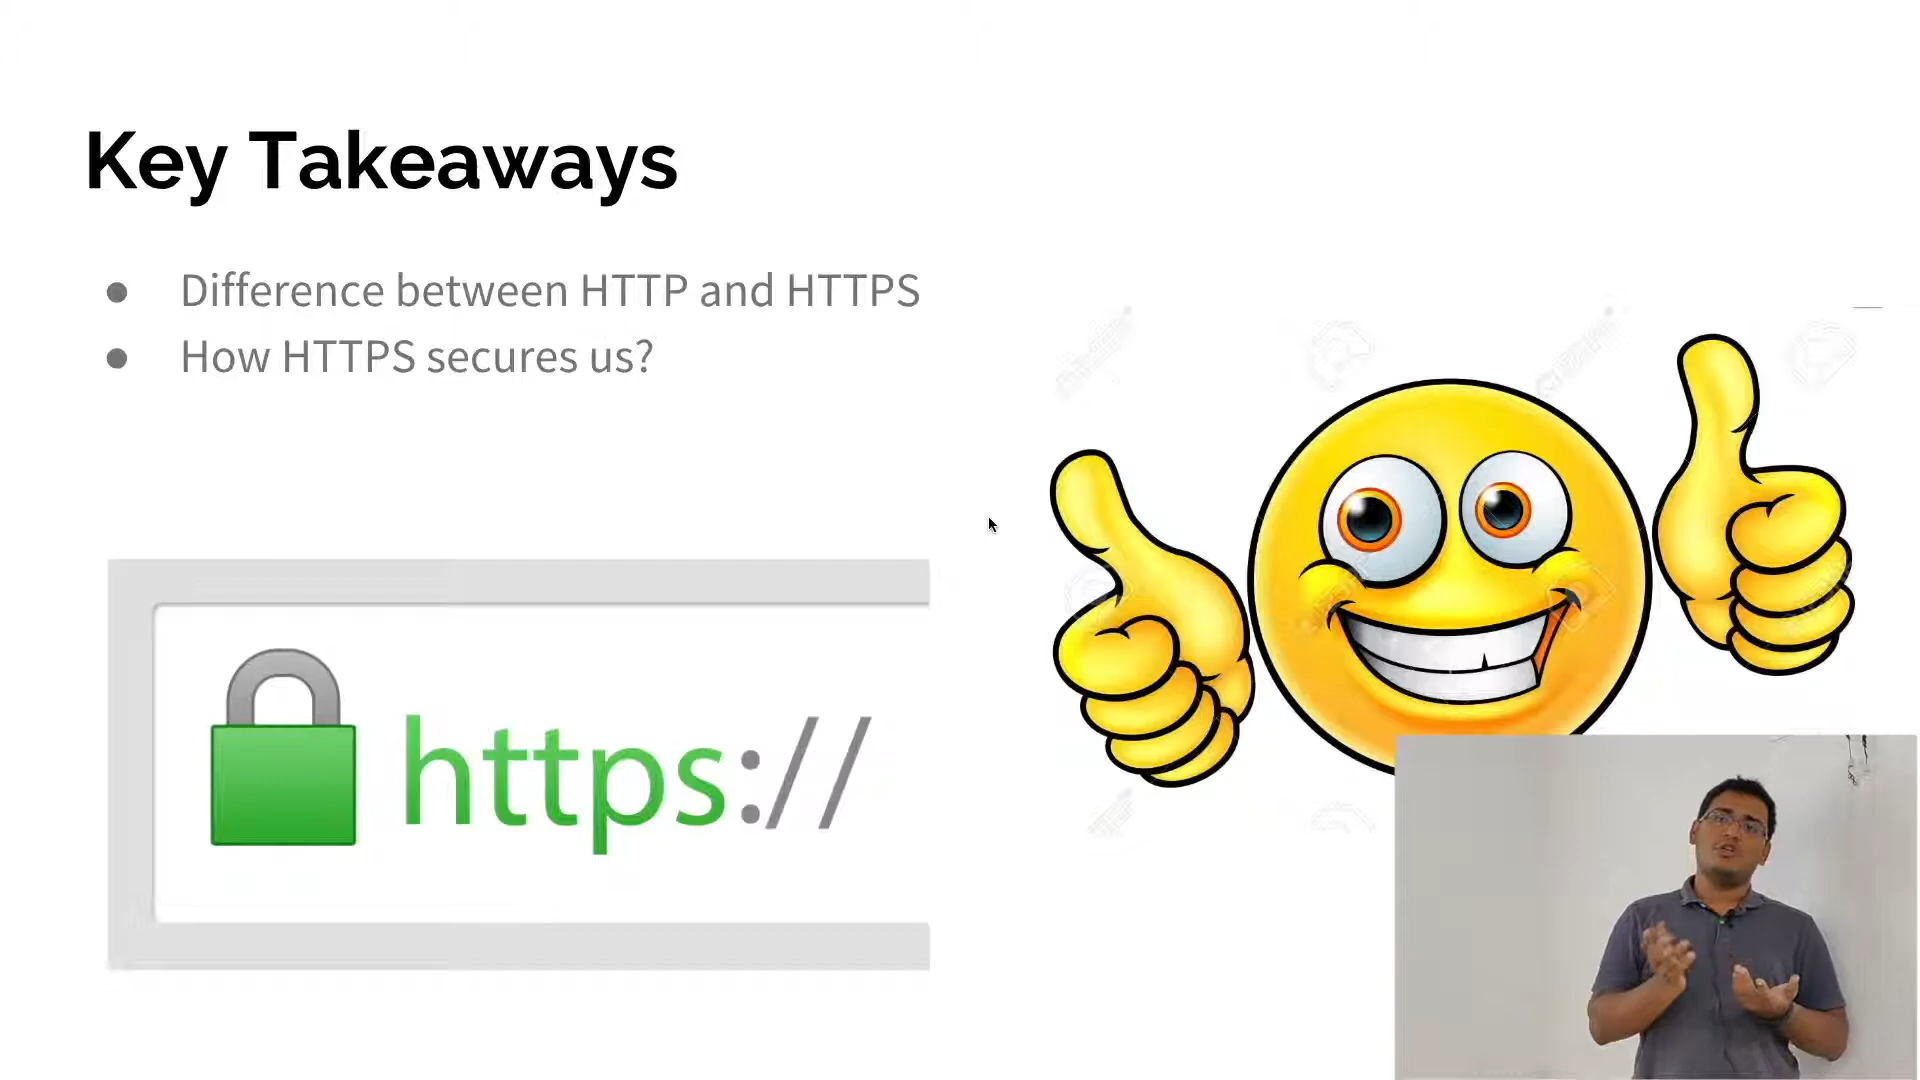 Key Takeaways
● Difference between HTTP and HTTPS
● How HTTPS secures us?
https://